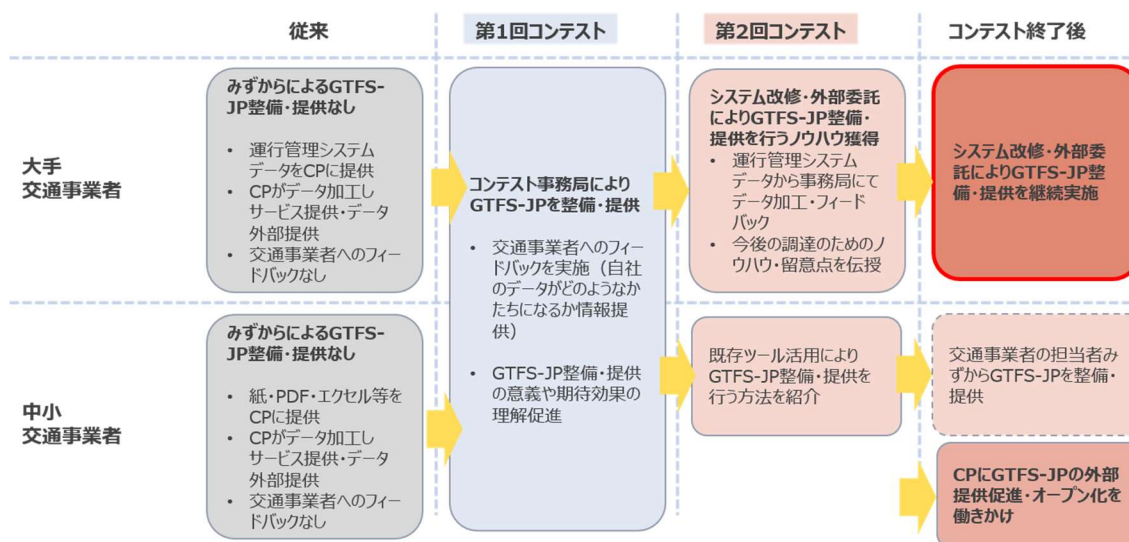 従来
第1回コンテスト
第2回コンテスト
コンテスト終了後
大手
交通事業者
みずからによるGTFS-
JP整備・提供なし
• 運行管理システム
データをCPに提供
• CPがデータ加工し
サービス提供・データ
外部提供
• 交通事業者へのフィー
ドバックなし
コンテスト事務局により
GTFS-JPを整備・提供
• 交通事業者へのフィー
ドバックを実施（自社
のデータがどのようなか
たちになるか情報提
供）
• GTFS-JP整備・提供
の意義や期待効果の
理解促進
システム改修・外部委託
によりGTFS-JP整備・
提供を行うノウハウ獲得
• 運行管理システム
データから事務局にて
データ加工・フィード
バック
• 今後の調達のためのノ
ウハウ・留意点を伝授
システム改修・外部委
託によりGTFS-JP整
備・提供を継続実施
中小
交通事業者
みずからによるGTFS-
JP整備・提供なし
• 紙・PDF・エクセル等を
CPに提供
• CPがデータ加工し
サービス提供・データ
外部提供
• 交通事業者へのフィー
ドバックなし
既存ツール活用により
GTFS-JP整備・提供を
行う方法を紹介
交通事業者の担当者み
ずからGTFS-JPを整備・
提供
CPにGTFS-JPの外部
提供促進・オープン化を
働きかけ